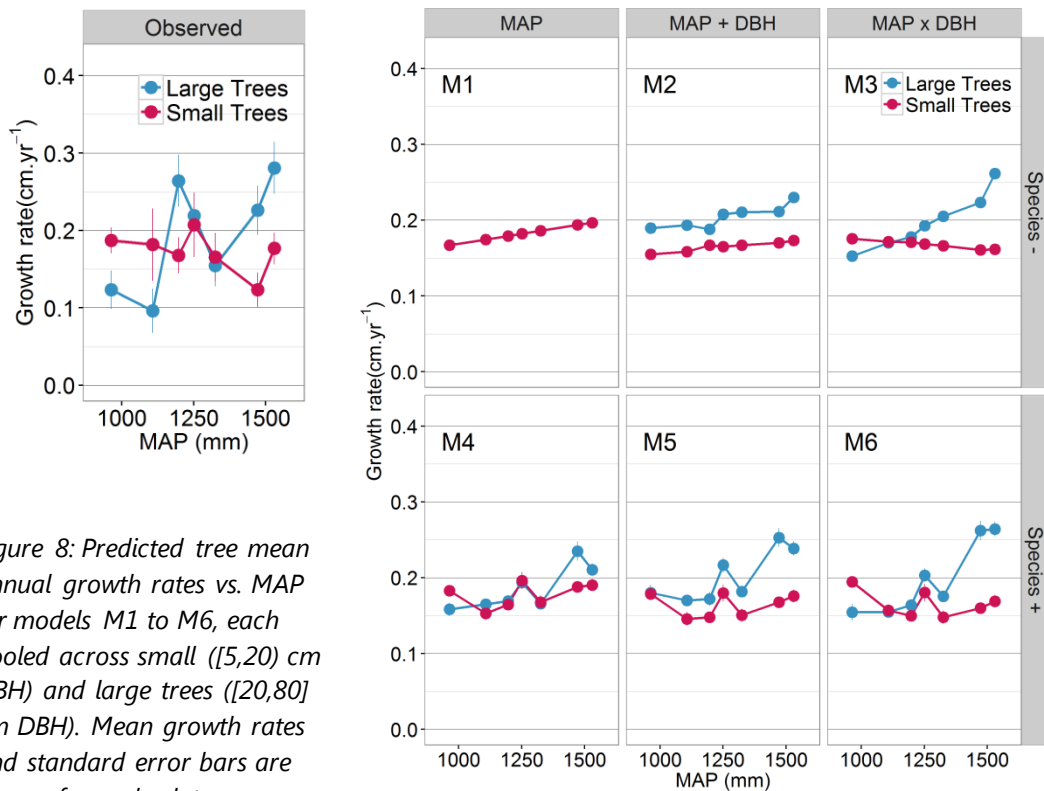 Observed
Large Trees
Small Trees
0.4
0.3
0.2
0.1
0.0
Growth rate(cm.yr⁻¹)
1000 1250 1500
MAP (mm)
MAP MAP + DBH MAP x DBH
M1 M2 M3
Large Trees
Small Trees
0.4
0.3
0.2
0.1
0.0
Species -
Growth rate(cm.yr⁻¹)
M4 M5 M6
0.4
0.3
0.2
0.1
0.0
Species +
1000 1250 1500 1000 1250 1500 1000 1250 1500
MAP (mm)
gure 8: Predicted tree mean
nnual growth rates vs. MAP
r models M1 to M6, each
ooled across small ([5,20) cm
BH) and large trees ([20,80]
m DBH). Mean growth rates
nd standard error bars are